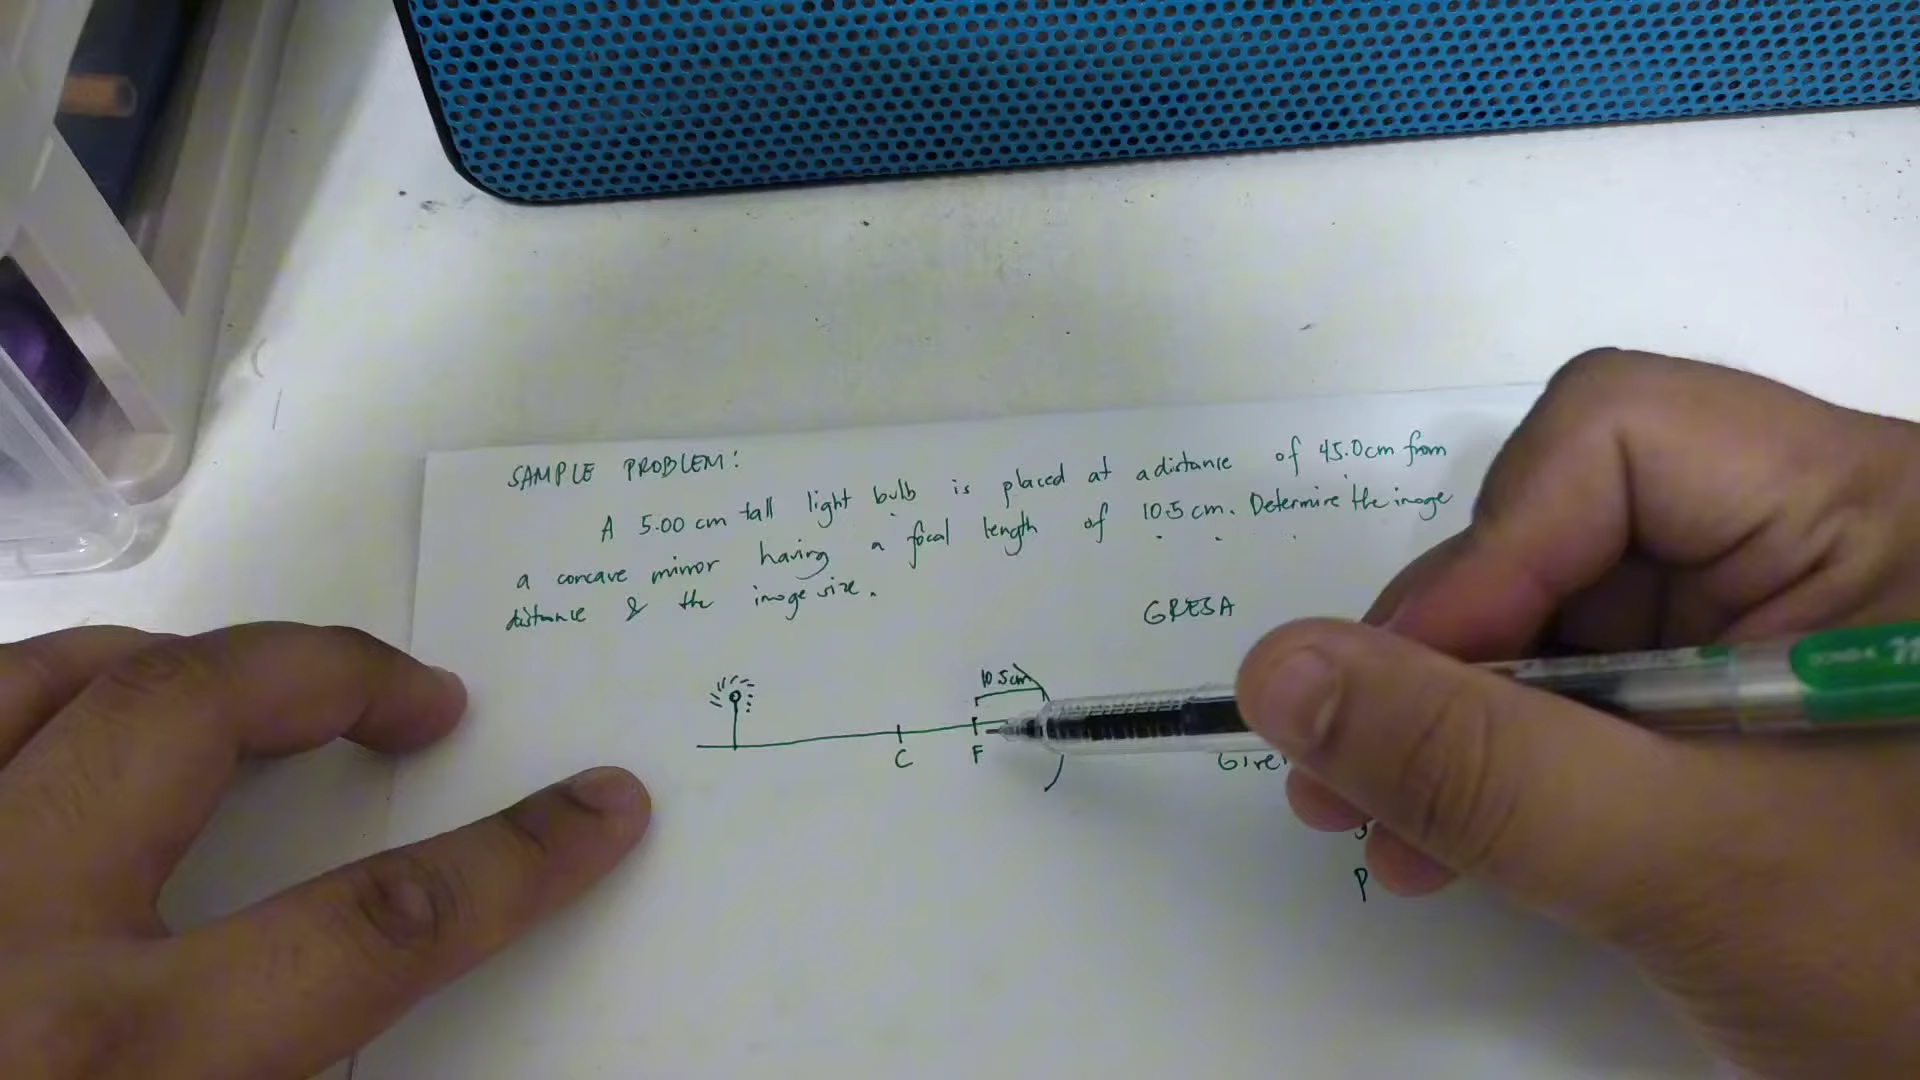 SAMPLE PROBLEM:
A 5.00 cm tall light bulb is placed at a distance of 45.0cm from
a concave mirror having a focal length of 10.5 cm. Determine the image
distance & the image size.
GRESA
10.5cm
C
F
Give
P